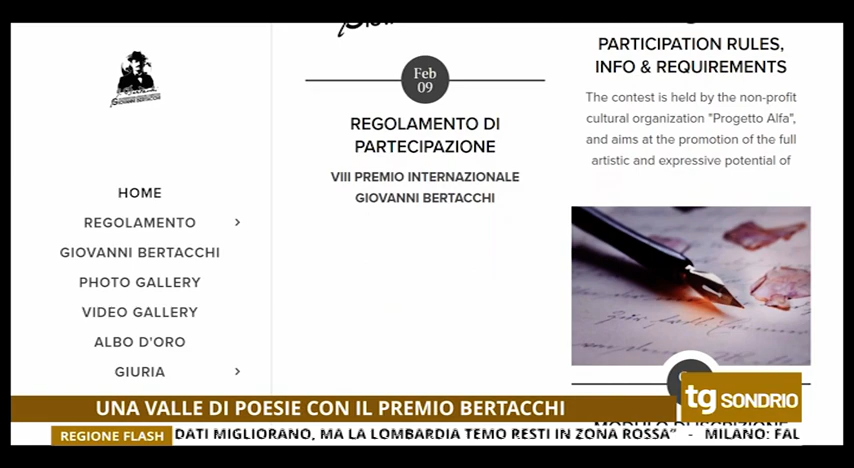 HOME
REGOLAMENTO
GIOVANNI BERTACCHI
PHOTO GALLERY
VIDEO GALLERY
ALBO D'ORO
GIURIA
Feb
09
REGOLAMENTO DI
PARTECIPAZIONE
VIII PREMIO INTERNAZIONALE
GIOVANNI BERTACCHI
PARTICIPATION RULES,
INFO & REQUIREMENTS
The contest is held by the non-profit
cultural organization "Progetto Alfa",
and aims at the promotion of the full
artistic and expressive potential of
UNA VALLE DI POESIE CON IL PREMIO BERTACCHI
tg SONDRIO
REGIONE FLASH DATI MIGLIORANO, MA LA LOMBARDIA TEMO RESTI IN ZONA ROSSA” - MILANO: FAL